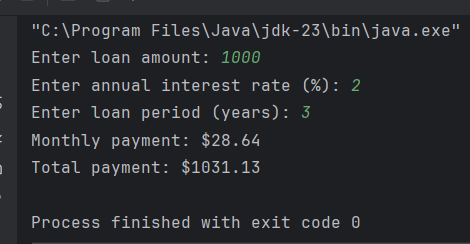 "C:\Program Files\Java\jdk-23\bin\java.exe"
Enter loan amount: 1000
Enter annual interest rate (%): 2
Enter loan period (years): 3
Monthly payment: $28.64
Total payment: $1031.13
Process finished with exit code 0